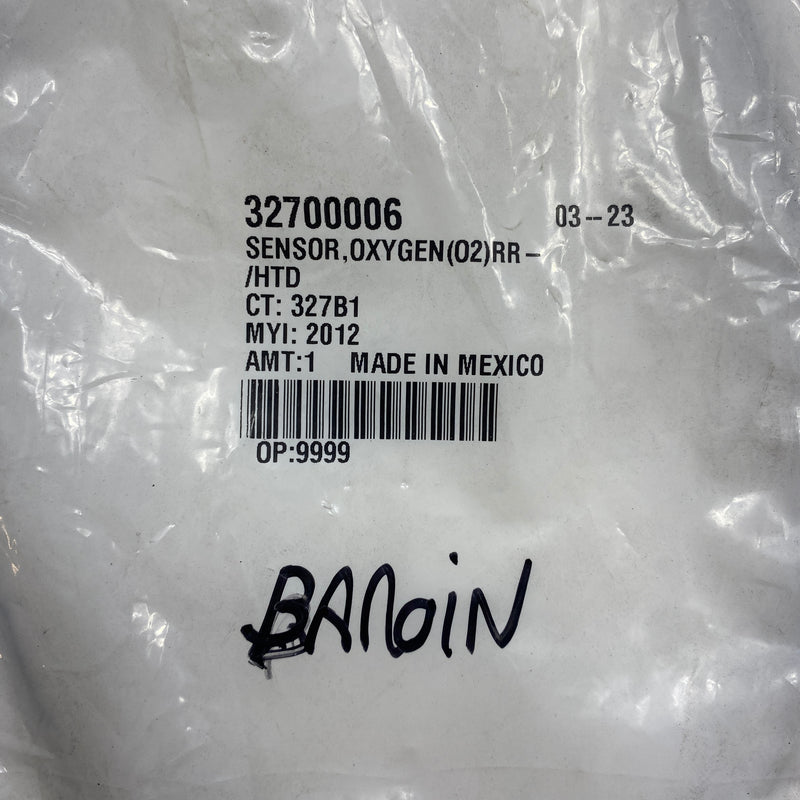 32700006 03--23
SENSOR,OXYGEN(O2)RR-
/HTD
CT: 327B1
MYI: 2012
AMT:1 MADE IN MEXICO
OP:9999